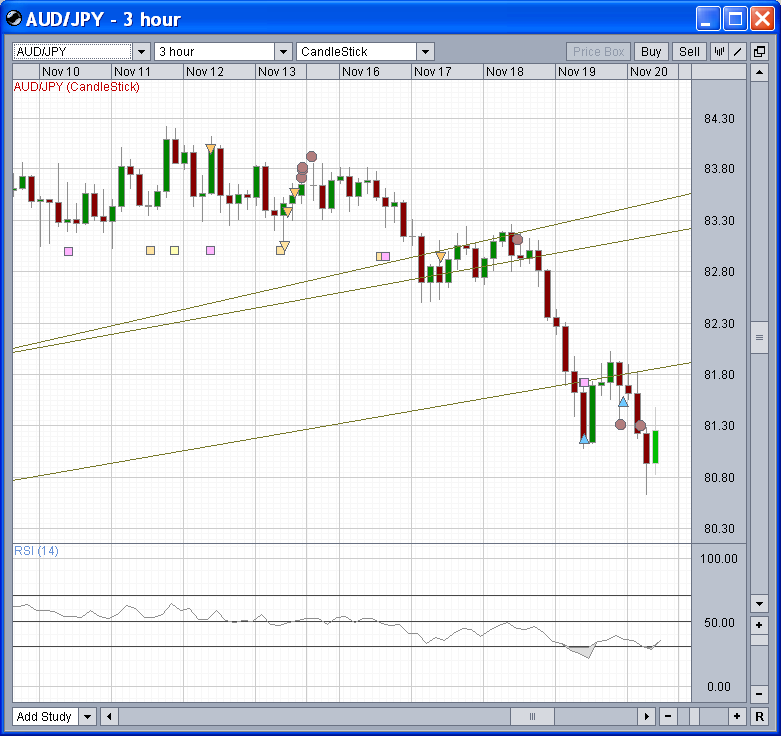 AUD/JPY - 3 hour
AUD/JPY 3 hour CandleStick Price Box Buy Sell
Nov 10 Nov 11 Nov 12 Nov 13 Nov 16 Nov 17 Nov 18 Nov 19 Nov 20
AUD/JPY (CandleStick)
84.30
83.80
83.30
82.80
82.30
81.80
81.30
80.80
80.30
RSI (14)
100.00
50.00
0.00
Add Study R